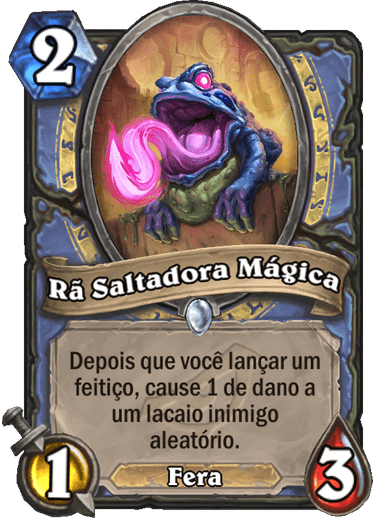 2
Rã Saltadora Mágica
Depois que você lançar um
feitiço, cause 1 de dano a
um lacaio inimigo
aleatório.
1
Fera
3